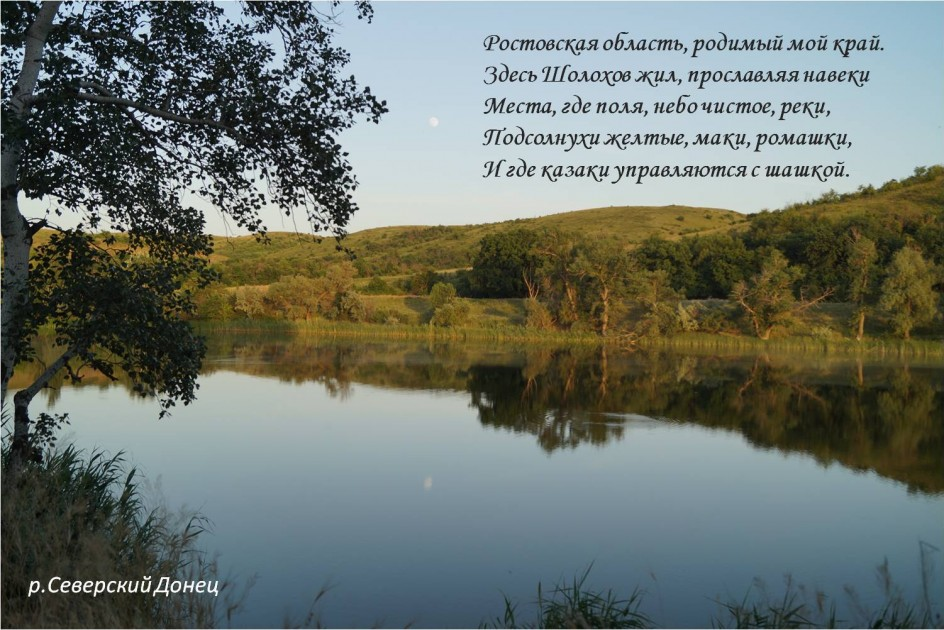 Ростовская область, родимый мой край.
Здесь Шолохов жил, прославляя навеки
Места, где поля, небо чистое, реки,
Подсолнухи желтые, маки, ромашки,
И где казаки управляются с шашкой.
р.Северский Донец